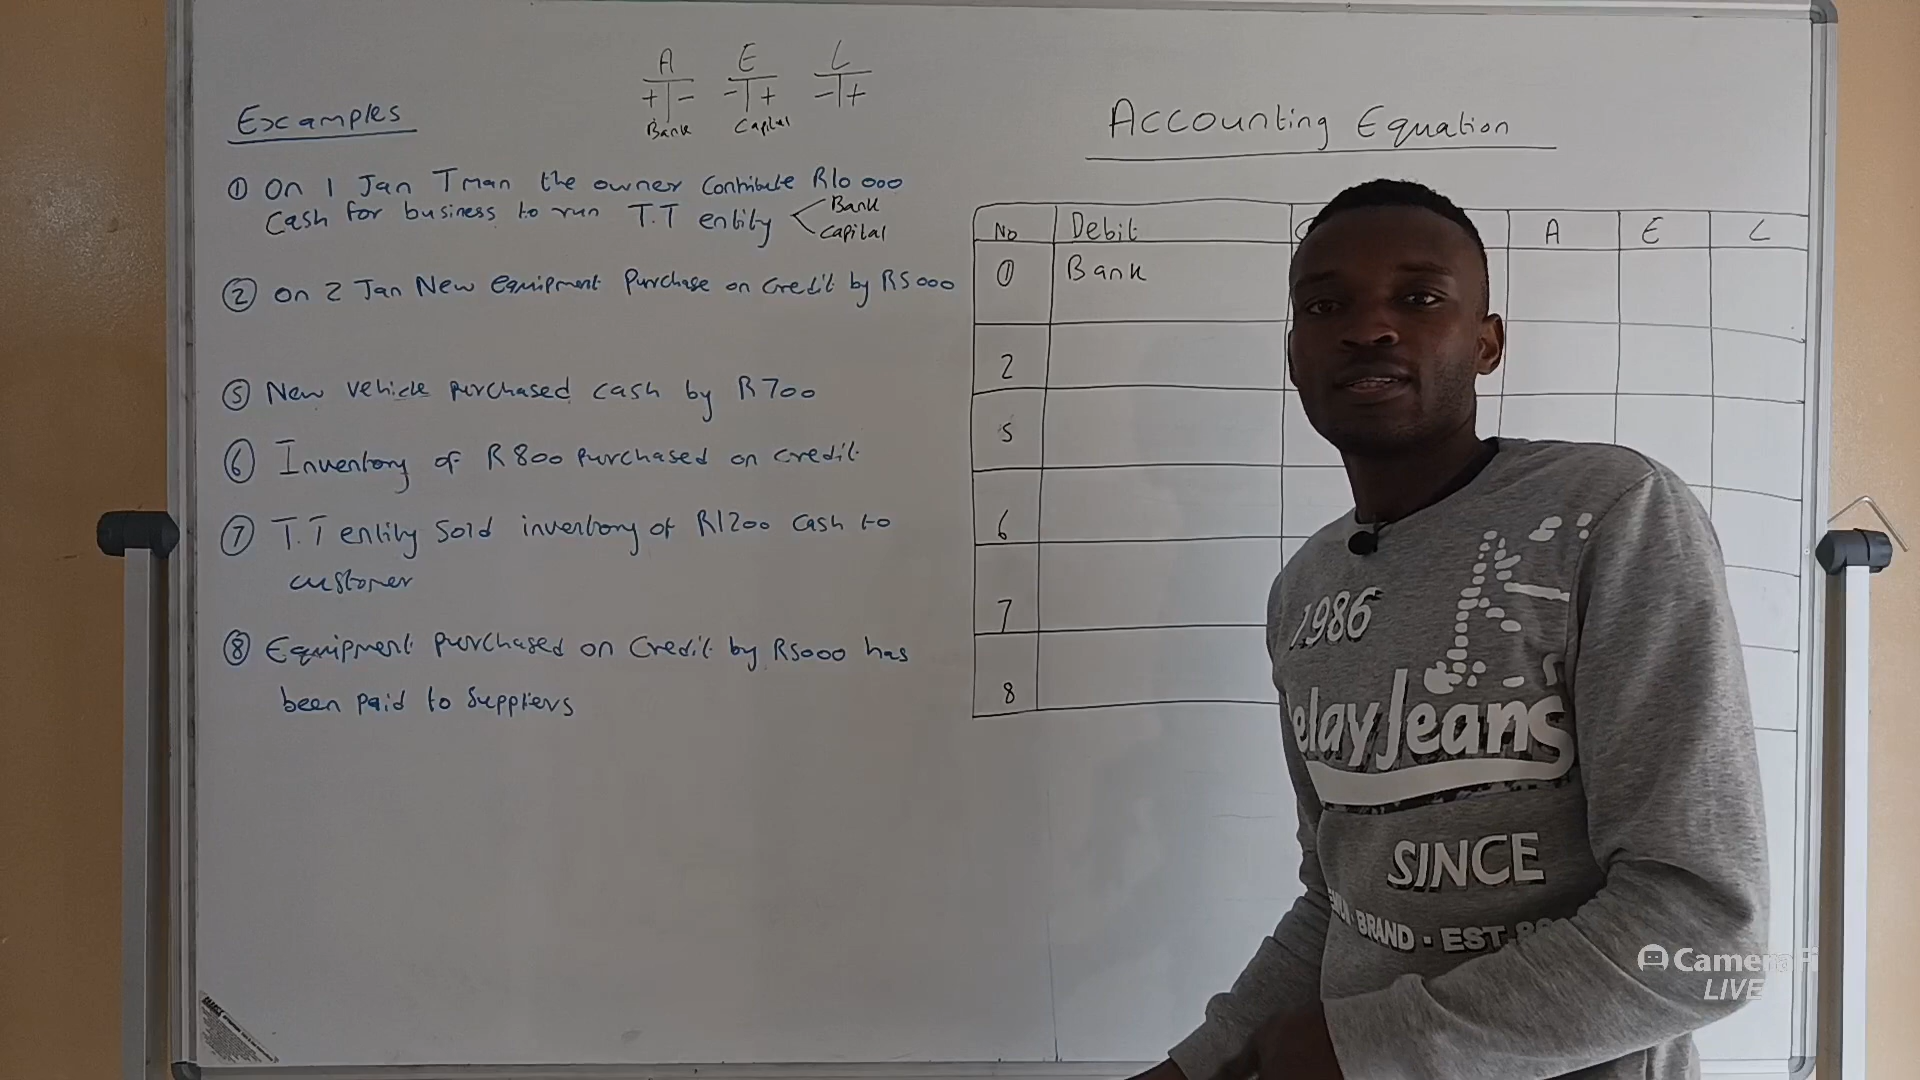 A E L
+ - - + - +
Bank Capital
Examples
① On 1 Jan Tman the owner Contribute R10 000
Cash for business to run T.T entity
Bank
Capital
② on 2 Jan New equipment Purchase on Credit by R5000
⑤ New vehicle purchased cash by R700
⑥ Inventory of R800 purchased on credit
⑦ T.T entity Sold inventory of R1200 Cash to
customer
⑧ Equipment purchased on Credit by R5000 has
been paid to Suppliers
Accounting Equation
No Debit A E L
① Bank
2
5
6
7
8
1986
elayJeans
SINCE
BRAND · EST
CameraFi
LIVE